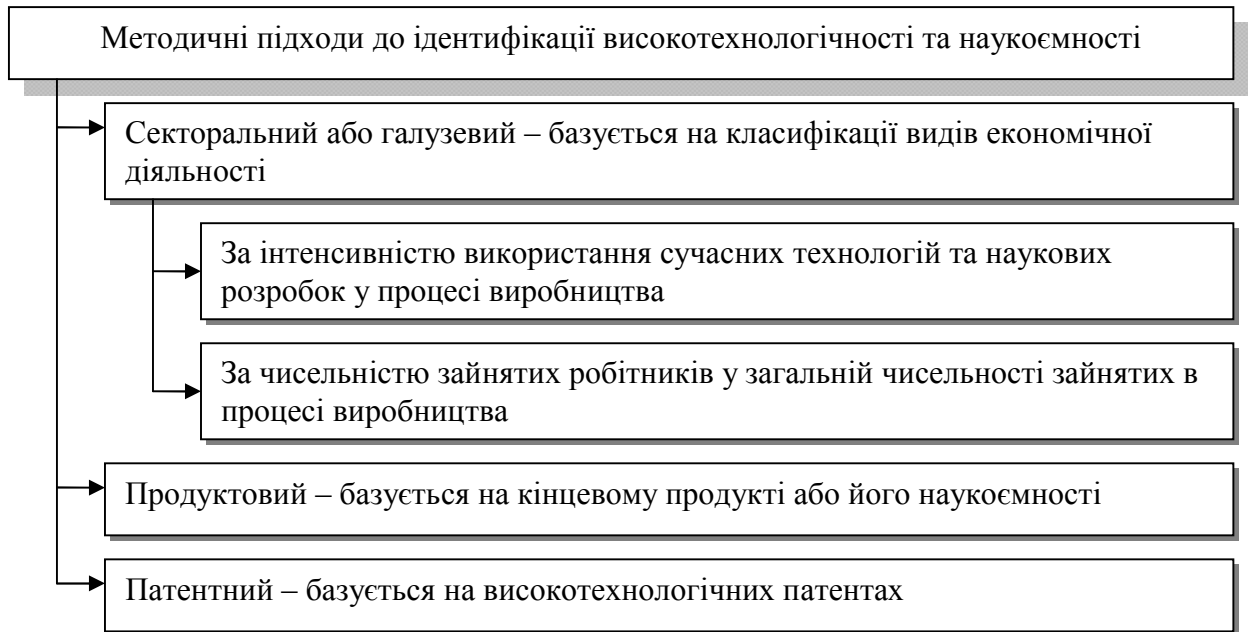 Методичні підходи до ідентифікації високотехнологічності та наукоємності
Секторальний або галузевий – базується на класифікації видів економічної
діяльності
За інтенсивністю використання сучасних технологій та наукових
розробок у процесі виробництва
За чисельністю зайнятих робітників у загальній чисельності зайнятих в
процесі виробництва
Продуктовий – базується на кінцевому продукті або його наукоємності
Патентний – базується на високотехнологічних патентах